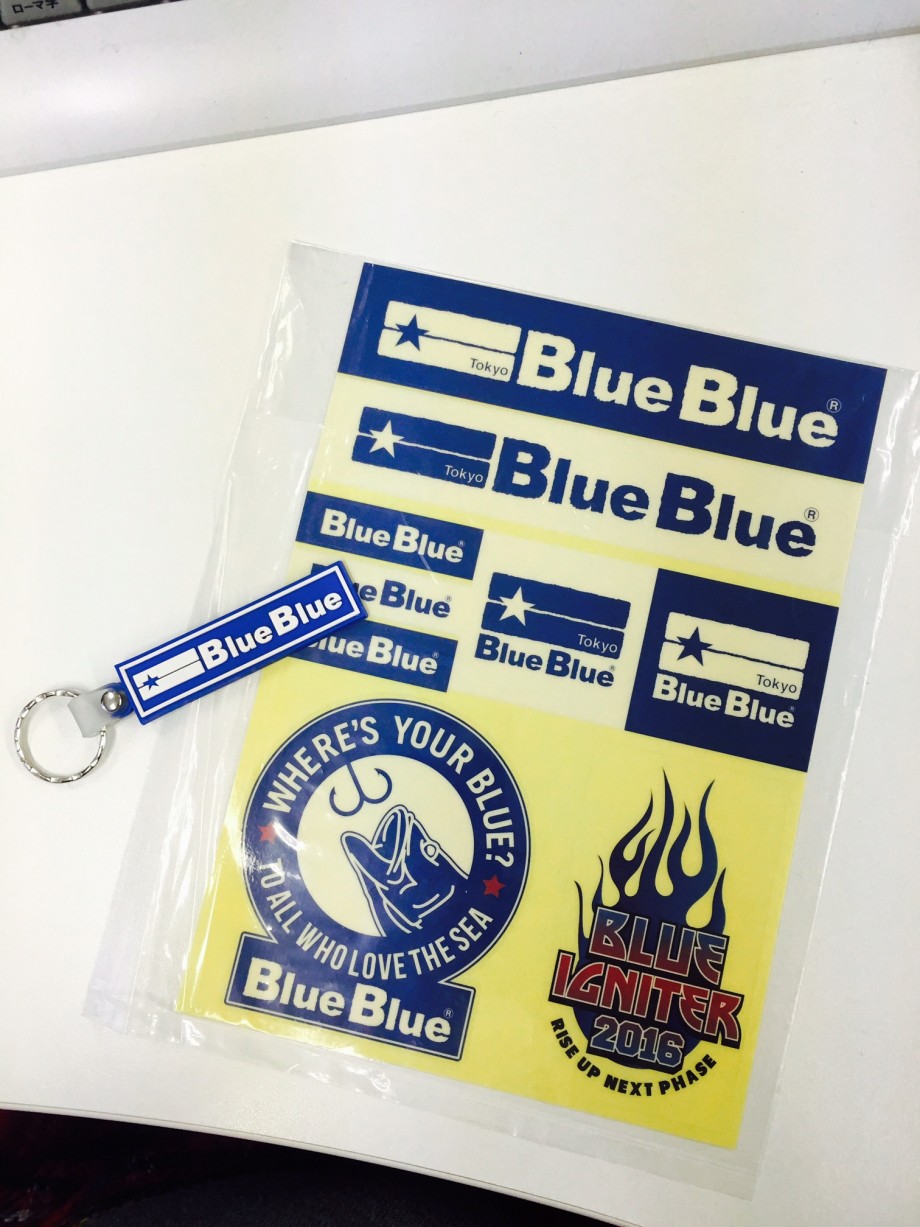 ローマ字
Tokyo BlueBlue®
Tokyo BlueBlue®
BlueBlue®
BlueBlue®
lueBlue®
BlueBlue
Tokyo
BlueBlue®
Tokyo
BlueBlue®
WHERE'S YOUR BLUE?
TO ALL WHO LOVE THE SEA
BlueBlue®
BLUE
IGNITER
2016
RISE UP NEXT PHASE